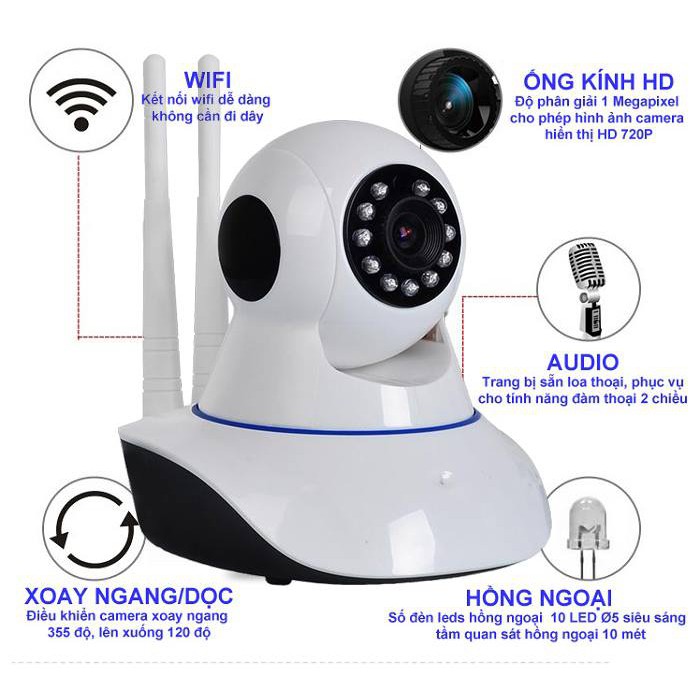 WIFI
Kết nối wifi dễ dàng
không cần đi dây
ỐNG KÍNH HD
Độ phân giải 1 Megapixel
cho phép hình ảnh camera
hiển thị HD 720P
AUDIO
Trang bị sẵn loa thoại, phục vụ
cho tính năng đàm thoại 2 chiều
XOAY NGANG/DỌC
Điều khiển camera xoay ngang
355 độ, lên xuống 120 độ
HỒNG NGOẠI
Số đèn leds hồng ngoại 10 LED Ø5 siêu sáng
tầm quan sát hồng ngoại 10 mét